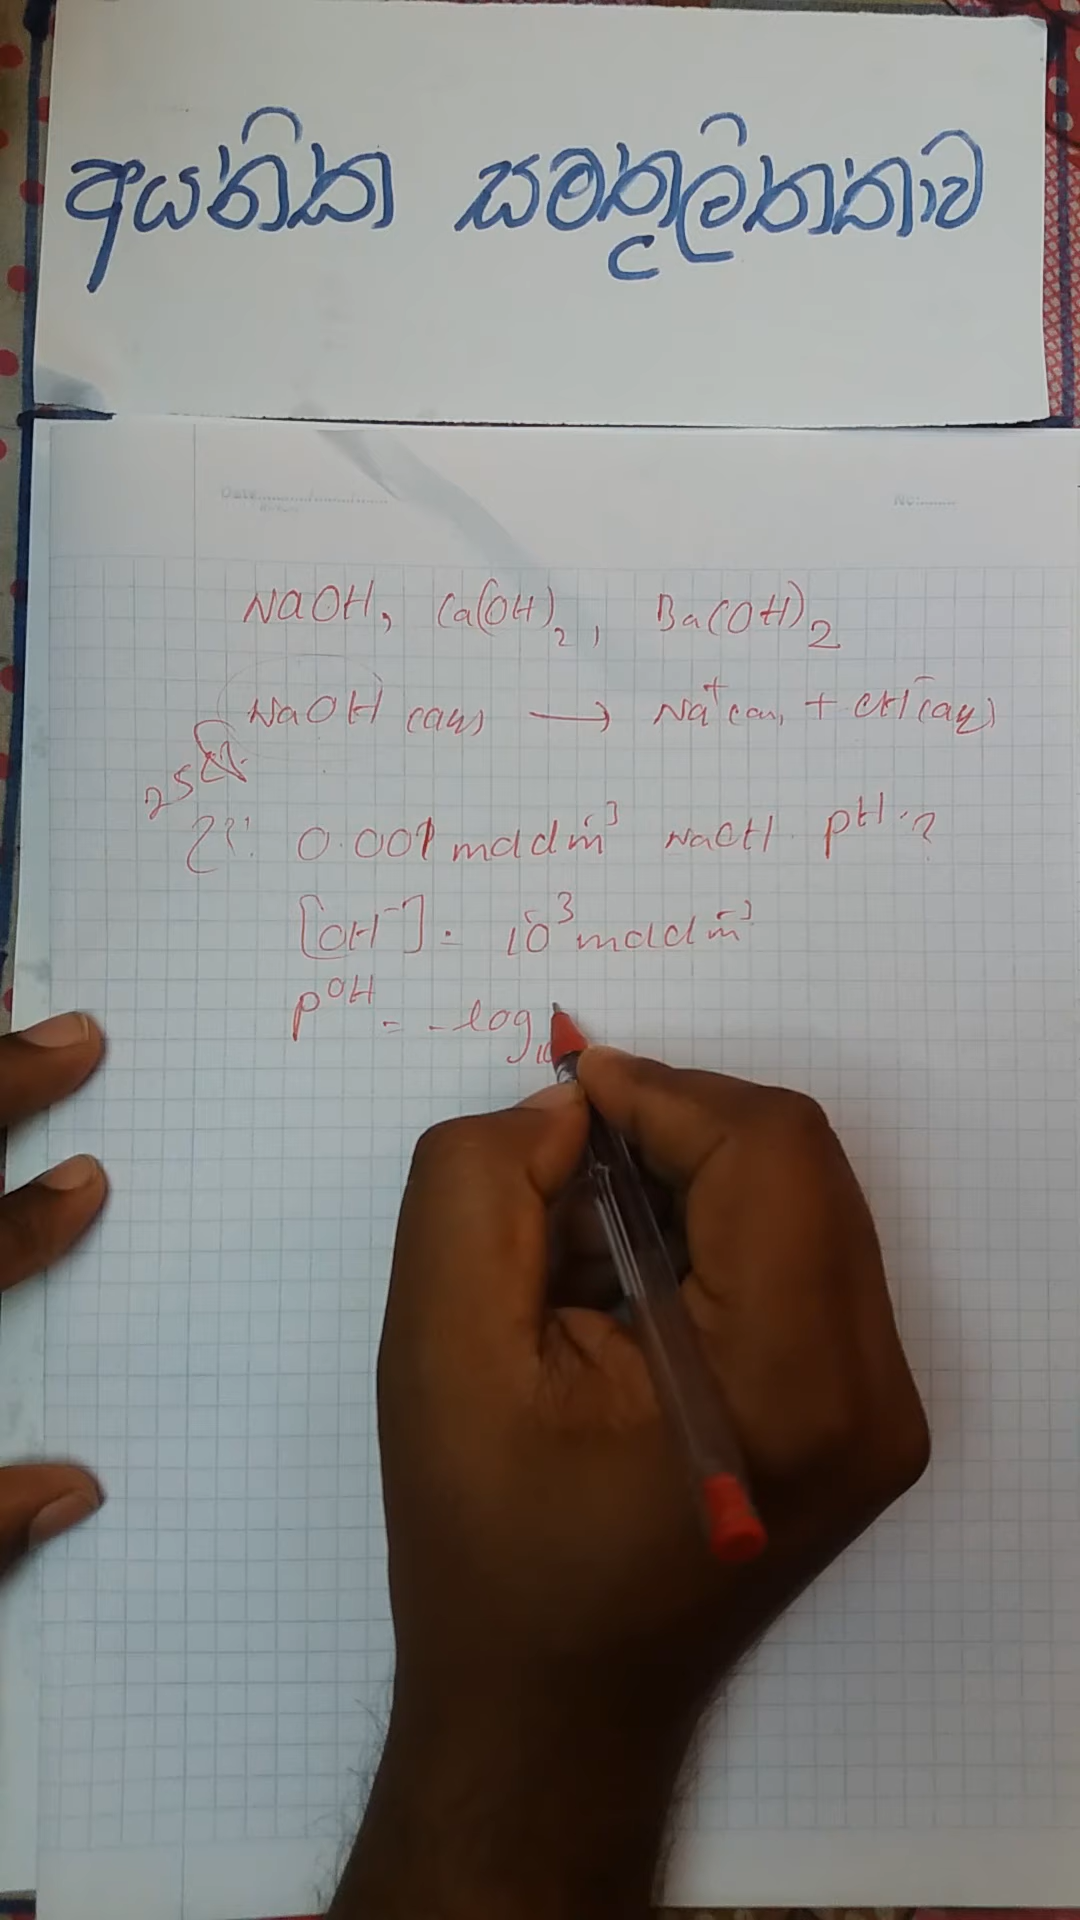 අයනික සමතුලිතතාව
Date
No:
NaOH, Ca(OH)₂, Ba(OH)₂
NaOH (aq) → Na⁺(aq) + OH⁻(aq)
25
0.001 mol dm⁻³ NaOH pH ?
[OH⁻] = 10⁻³ mol dm⁻³
pOH = -log₁₀